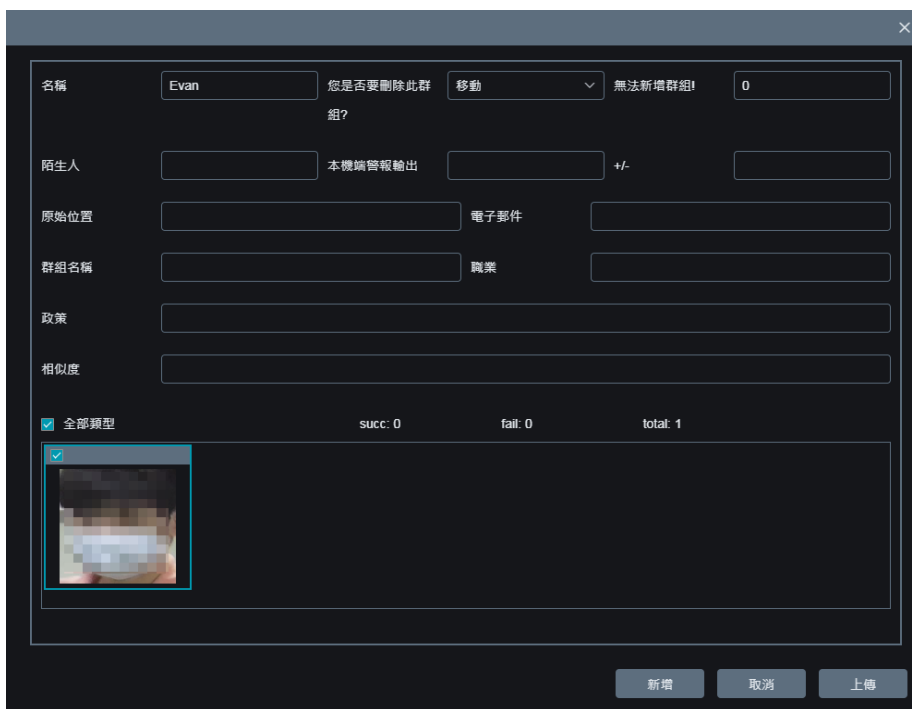 名稱 Evan 您是否要刪除此群組? 移動 無法新增群組! 0
陌生人 本機端警報輸出 +/-
原始位置 電子郵件
群組名稱 職業
政策
相似度
全部類型 succ: 0 fail: 0 total: 1
新增 取消 上傳